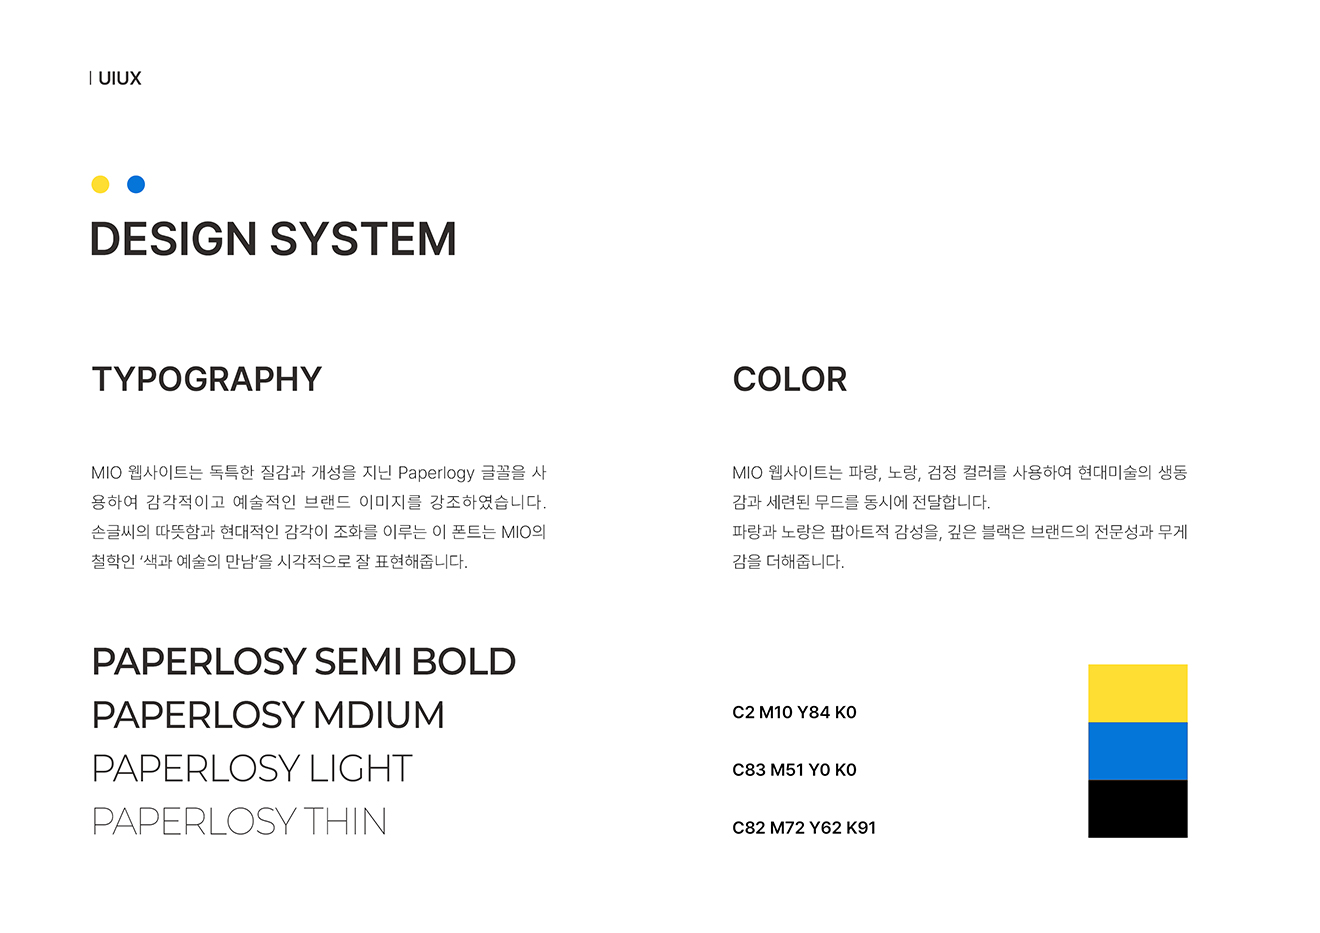 | UIUX
DESIGN SYSTEM
TYPOGRAPHY
MIO 웹사이트는 독특한 질감과 개성을 지닌 Paperlogy 글꼴을 사
용하여 감각적이고 예술적인 브랜드 이미지를 강조하였습니다.
손글씨의 따뜻함과 현대적인 감각이 조화를 이루는 이 폰트는 MIO의
철학인 ‘색과 예술의 만남’을 시각적으로 잘 표현해줍니다.
PAPERLOSY SEMI BOLD
PAPERLOSY MDIUM
PAPERLOSY LIGHT
PAPERLOSY THIN
COLOR
MIO 웹사이트는 파랑, 노랑, 검정 컬러를 사용하여 현대미술의 생동
감과 세련된 무드를 동시에 전달합니다.
파랑과 노랑은 팝아트적 감성을, 깊은 블랙은 브랜드의 전문성과 무게
감을 더해줍니다.
C2 M10 Y84 K0
C83 M51 Y0 K0
C82 M72 Y62 K91